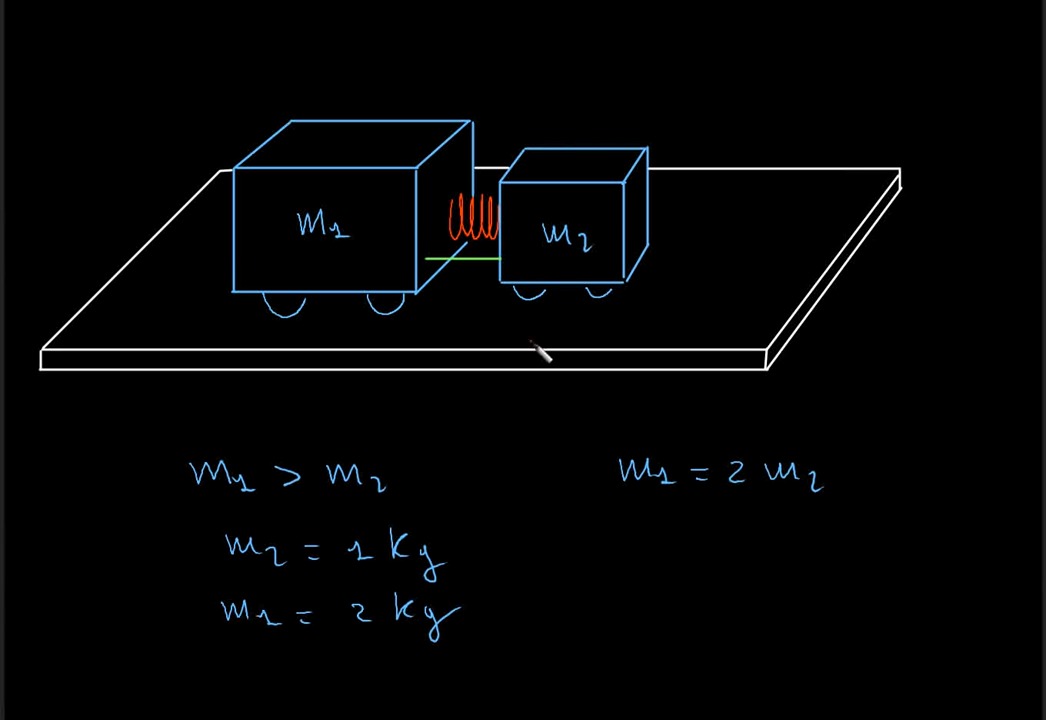 m₁
m₂
m₁ > m₂
m₁ = 2 m₂
m₂ = 1 kg
m₁ = 2 kg